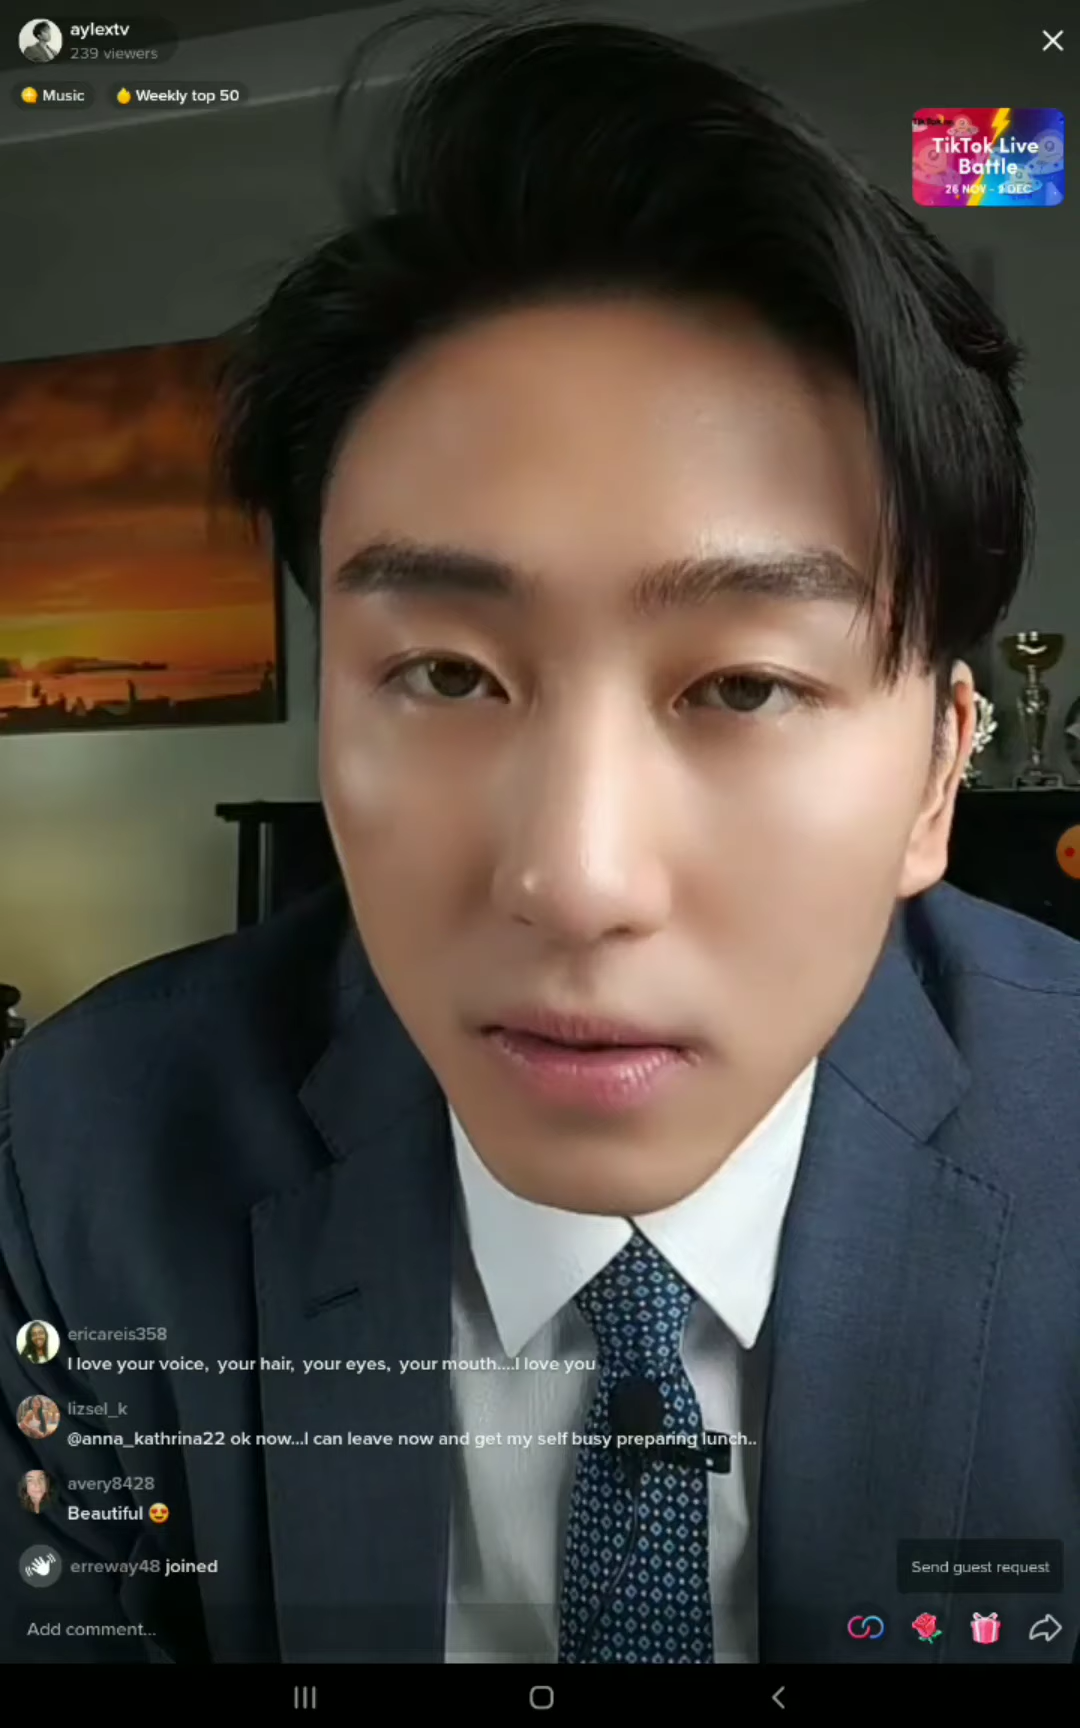 aylextv
239 viewers
Music
Weekly top 50
TikTok Live
Battle
26 NOV - 9 DEC
ericareis358
I love your voice, your hair, your eyes, your mouth....I love you
lizsel_k
@anna_kathrina22 ok now...I can leave now and get my self busy preparing lunch..
avery8428
Beautiful 😍
erreway48 joined
Send guest request
Add comment...